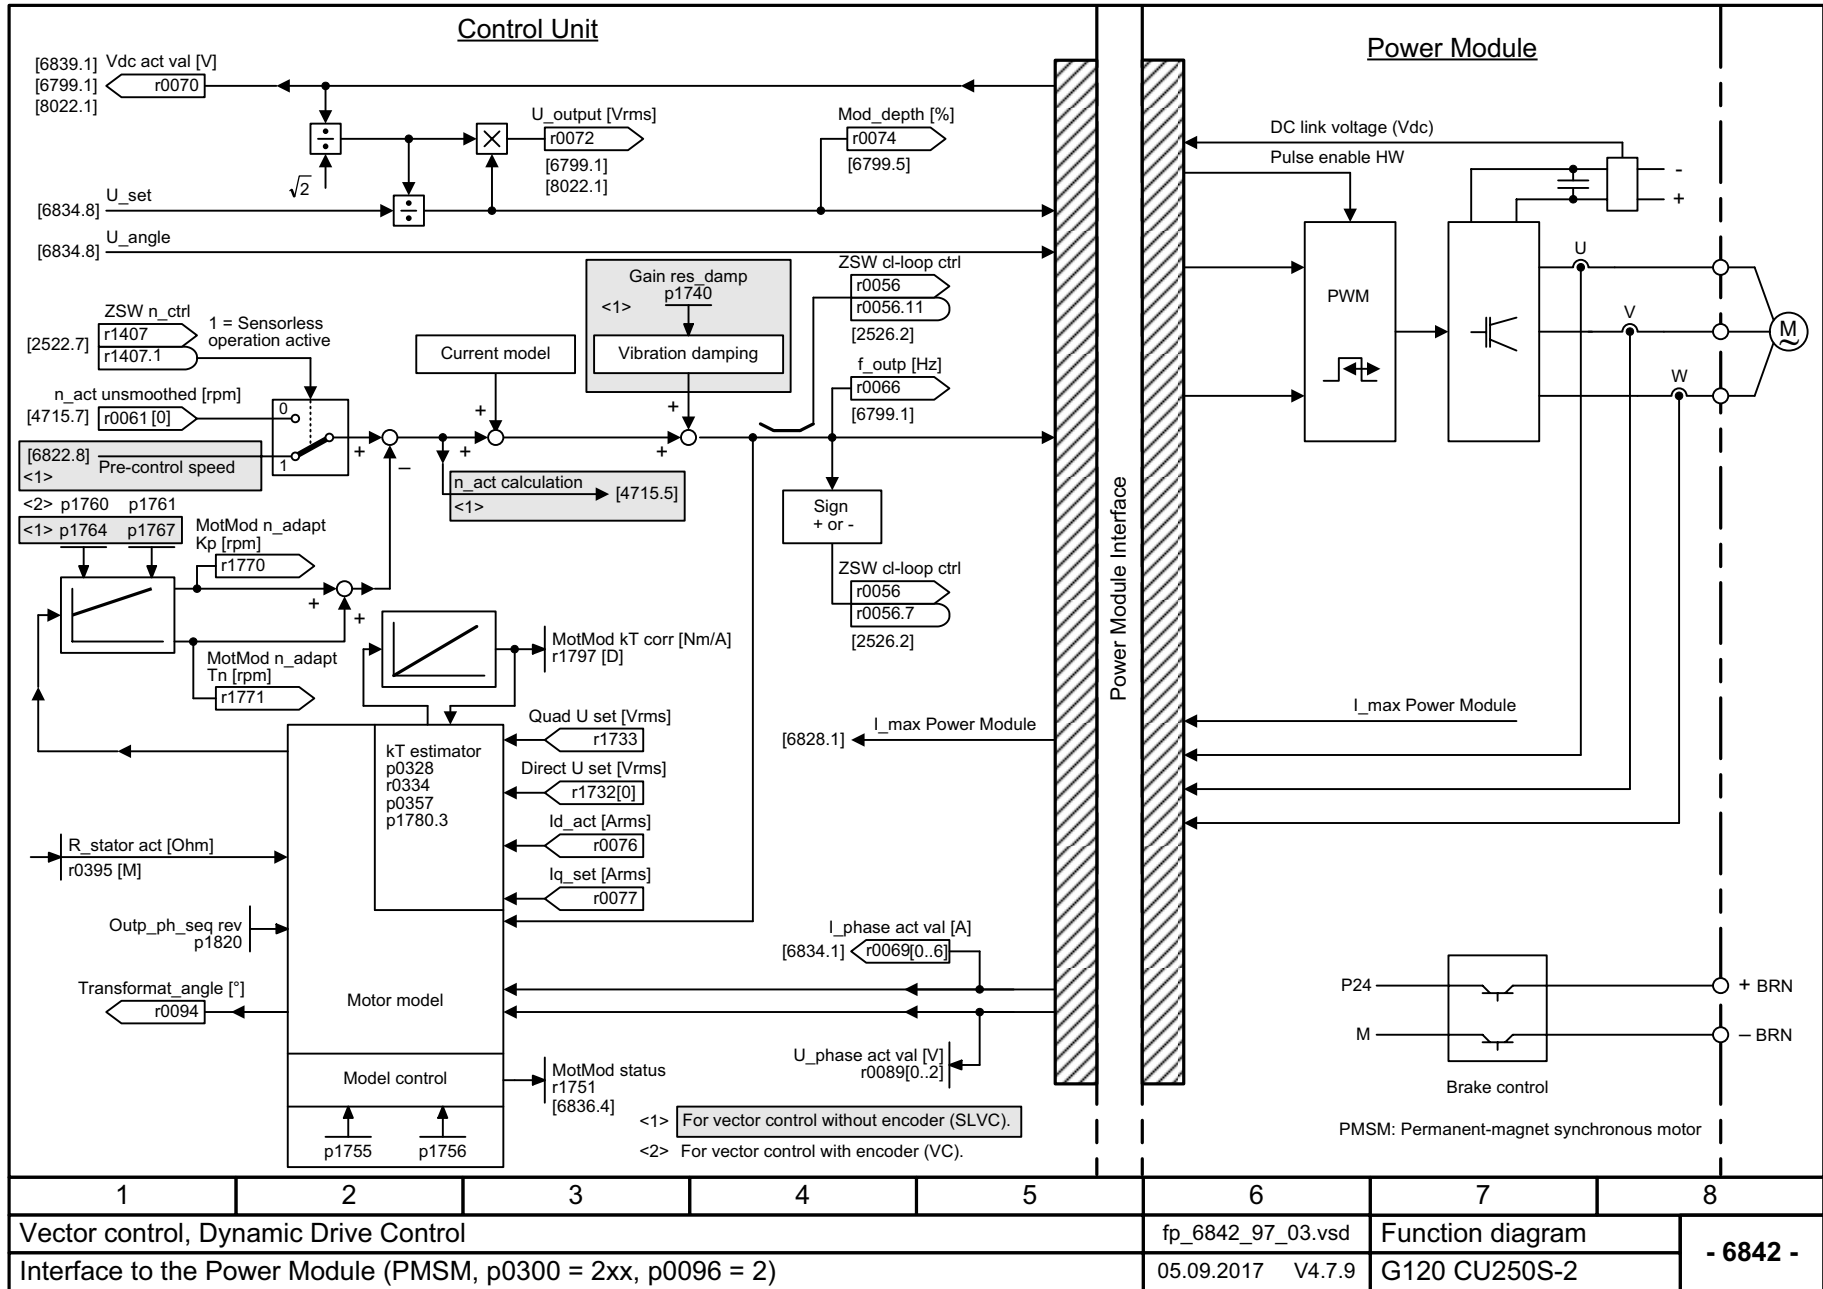 Control Unit
Power Module
[6839.1]
[6799.1]
[8022.1]
Vdc act val [V]
r0070
÷
√2
U_output [Vrms]
r0072
[6799.1]
[8022.1]
×
Mod_depth [%]
r0074
[6799.5]
[6834.8]
U_set
÷
[6834.8]
U_angle
DC link voltage (Vdc)
Pulse enable HW
-
+
PWM
U
V
W
M
~
ZSW n_ctrl
[2522.7]
r1407
r1407.1
1 = Sensorless
operation active
n_act unsmoothed [rpm]
[4715.7]
r0061 [0]
0
1
[6822.8]
<1>
Pre-control speed
Current model
Gain res_damp
<1>
p1740
Vibration damping
ZSW cl-loop ctrl
r0056
r0056.11
[2526.2]
f_outp [Hz]
r0066
[6799.1]
+
–
+
+
+
+
n_act calculation
<1>
[4715.5]
Sign
+ or -
ZSW cl-loop ctrl
r0056
r0056.7
[2526.2]
<2> p1760 p1761
<1> p1764 p1767
MotMod n_adapt
Kp [rpm]
r1770
+
+
MotMod n_adapt
Tn [rpm]
r1771
MotMod kT corr [Nm/A]
r1797 [D]
Power Module Interface
kT estimator
p0328
r0334
p0357
p1780.3
Quad U set [Vrms]
r1733
Direct U set [Vrms]
r1732[0]
Id_act [Arms]
r0076
Iq_set [Arms]
r0077
[6828.1]
I_max Power Module
I_max Power Module
R_stator act [Ohm]
r0395 [M]
Outp_ph_seq rev
p1820
Transformat_angle [°]
r0094
Motor model
I_phase act val [A]
[6834.1]
r0069[0..6]
U_phase act val [V]
r0089[0..2]
Model control
MotMod status
r1751
[6836.4]
p1755
p1756
P24
M
+ BRN
– BRN
Brake control
<1> For vector control without encoder (SLVC).
<2> For vector control with encoder (VC).
PMSM: Permanent-magnet synchronous motor
1 2 3 4 5 6 7 8
Vector control, Dynamic Drive Control
fp_6842_97_03.vsd
Function diagram
- 6842 -
Interface to the Power Module (PMSM, p0300 = 2xx, p0096 = 2)
05.09.2017 V4.7.9
G120 CU250S-2